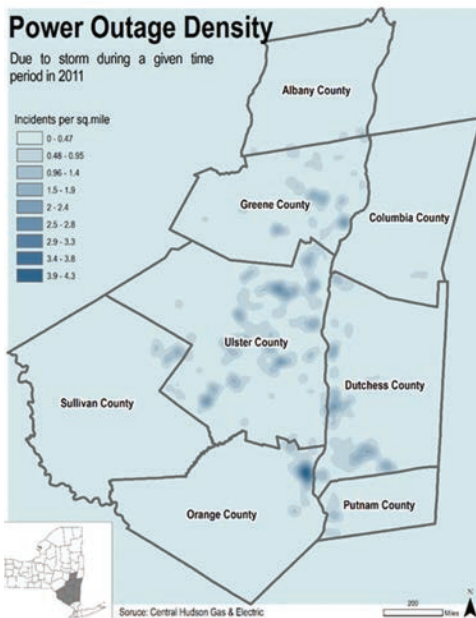 Power Outage Density
Due to storm during a given time
period in 2011
Incidents per sq.mile
0 - 0.47
0.48 - 0.95
0.96 - 1.4
1.5 - 1.9
2 - 2.4
2.5 - 2.8
2.9 - 3.3
3.4 - 3.8
3.9 - 4.3
Albany County
Greene County
Columbia County
Ulster County
Sullivan County
Dutchess County
Orange County
Putnam County
Soruce: Central Hudson Gas & Electric
200
Miles
N